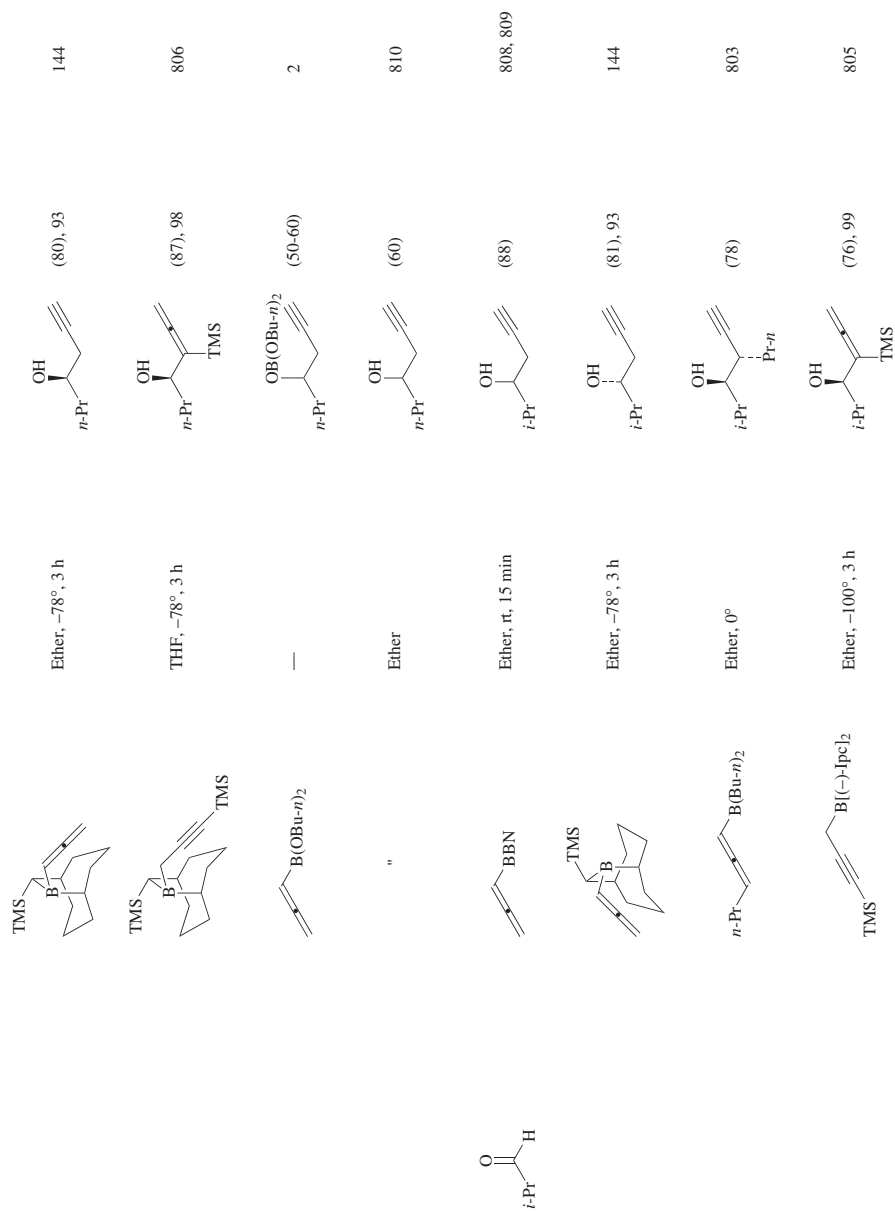 TMS
B
Ether, –78°, 3 h
OH
n-Pr
(80), 93
144
TMS
B
TMS
THF, –78°, 3 h
OH
n-Pr
TMS
(87), 98
806
B(OBu-n)2
—
OB(OBu-n)2
n-Pr
(50-60)
2
"
Ether
OH
n-Pr
(60)
810
O
i-Pr
H
BBN
Ether, rt, 15 min
OH
i-Pr
(88)
808, 809
TMS
B
Ether, –78°, 3 h
OH
i-Pr
(81), 93
144
n-Pr
B(Bu-n)2
Ether, 0°
OH
i-Pr
Pr-n
(78)
803
TMS
B[(–)-Ipc]2
Ether, –100°, 3 h
OH
i-Pr
TMS
(76), 99
805